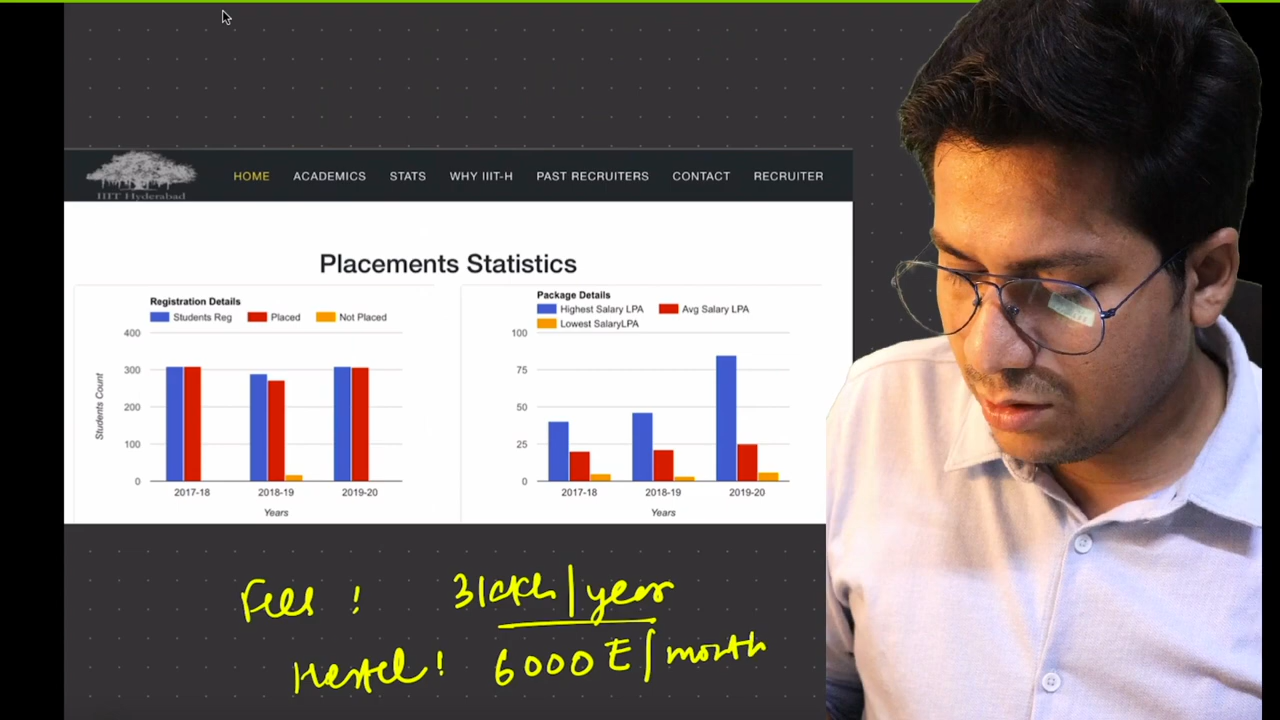 IIIT Hyderabad
HOME ACADEMICS STATS WHY IIIT-H PAST RECRUITERS CONTACT RECRUITER
Placements Statistics
Registration Details
Students Reg Placed Not Placed
400
300
200
100
0
Students Count
2017-18 2018-19 2019-20
Years
Package Details
Highest Salary LPA Avg Salary LPA
Lowest SalaryLPA
100
75
50
25
0
2017-18 2018-19 2019-20
Years
Fees : 3lakh / year
Hostel : 6000 / month